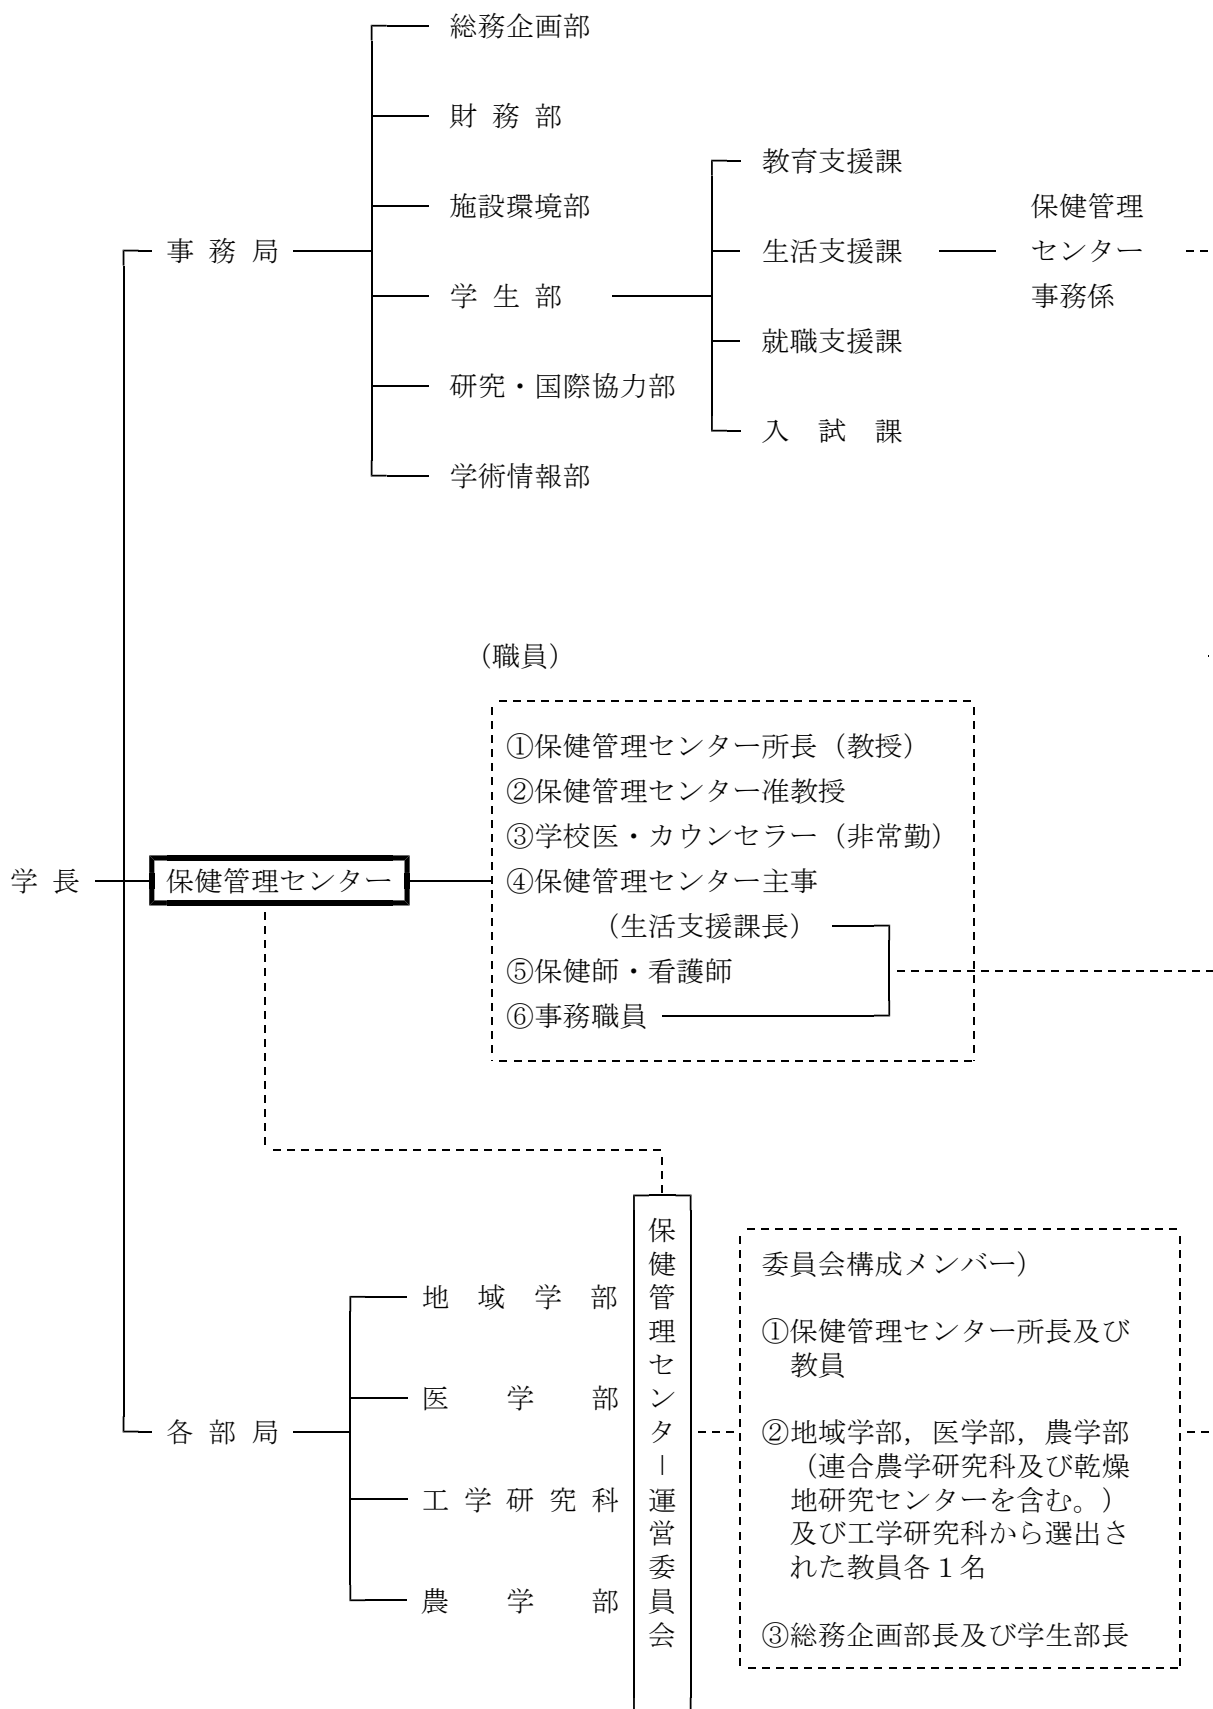 総務企画部
財 務 部
教育支援課
施設環境部
保健管理
事 務 局
生活支援課
センター
学 生 部
事務係
就職支援課
研究・国際協力部
入 試 課
学術情報部
（職員）
①保健管理センター所長（教授）
②保健管理センター准教授
③学校医・カウンセラー（非常勤）
学 長
保健管理センター
④保健管理センター主事
（生活支援課長）
⑤保健師・看護師
⑥事務職員
保健管理センター運営委員会
委員会構成メンバー）
地 域 学 部
①保健管理センター所長及び
教員
医 学 部
各 部 局
②地域学部，医学部，農学部
（連合農学研究科及び乾燥
工 学 研 究 科
地研究センターを含む。）
及び工学研究科から選出さ
れた教員各１名
農 学 部
③総務企画部長及び学生部長